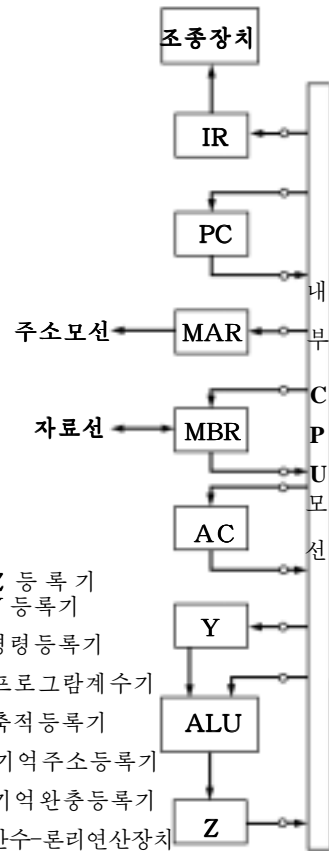 조종장치
IR
PC
내
주소모선
MAR
부
C
자료선
MBR
P
U
모
AC
선
Z 등 록 기
등록기
Y
명령등록기
프로그람계수기
축적등록기
ALU
기억주소등록기
기억완충등록기
Z
산수-론리연산장치